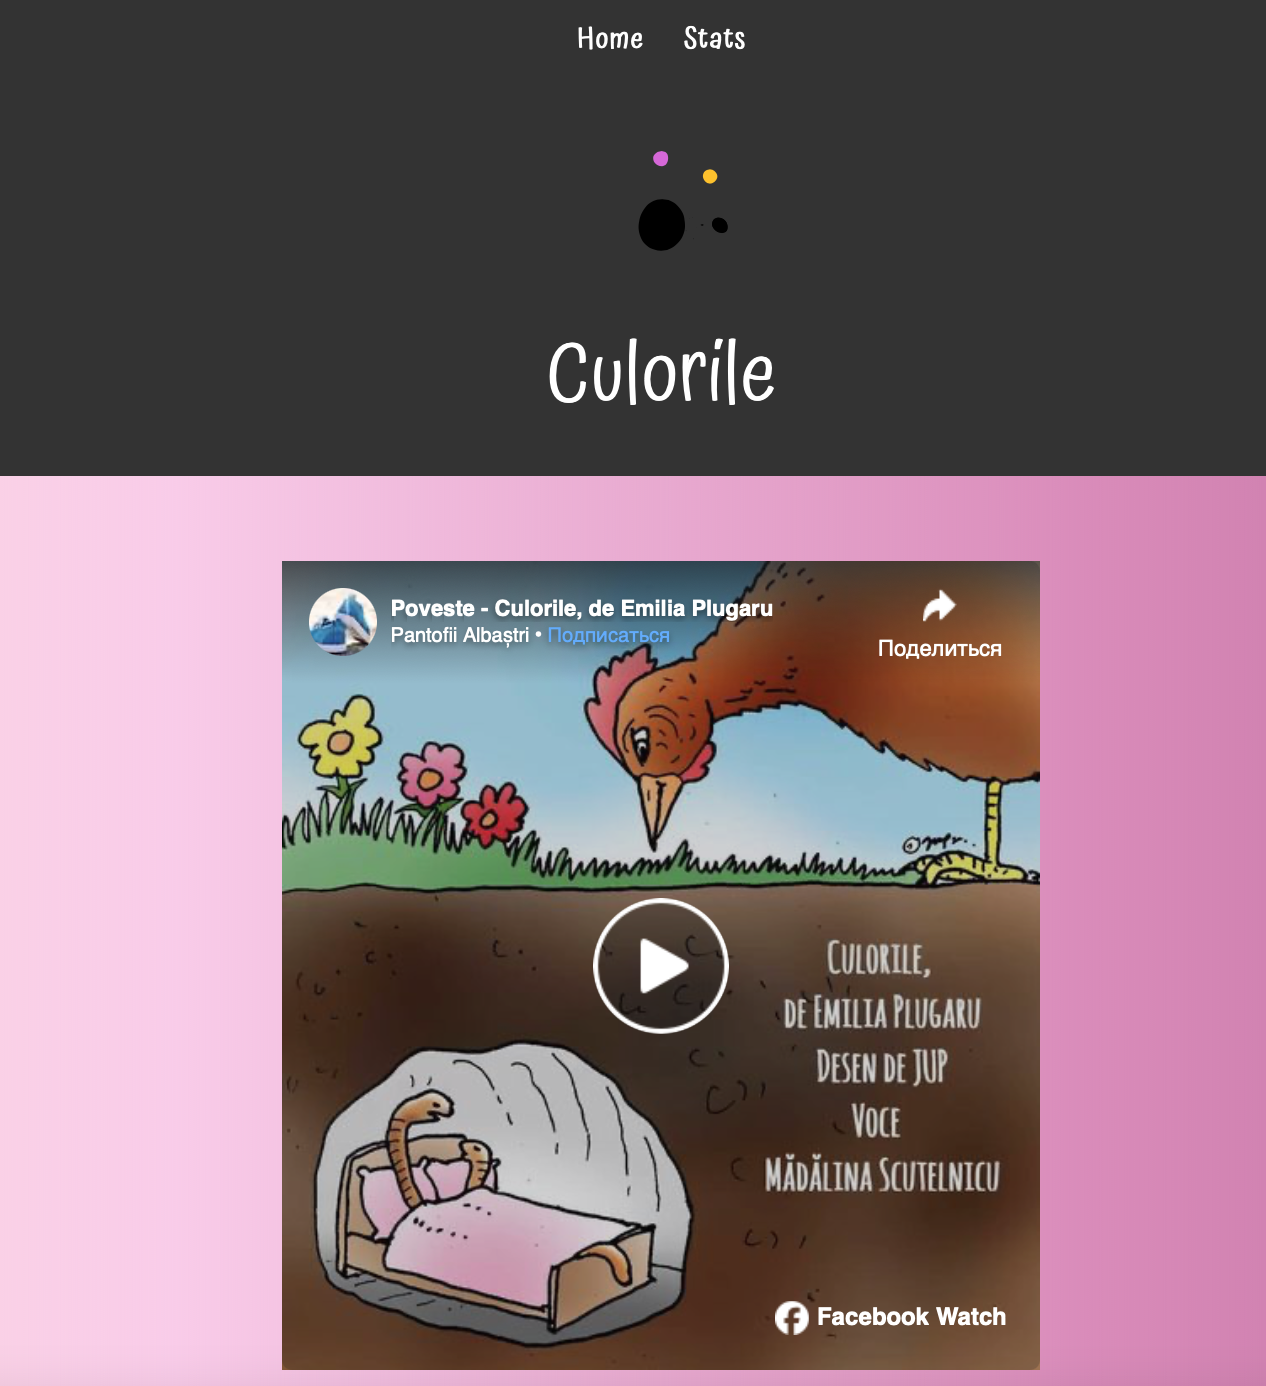 Home Stats
Culorile
Poveste - Culorile, de Emilia Plugaru
Pantofii Albaștri • Подписаться
Поделиться
Culorile,
de Emilia Plugaru
Desen de JUP
Voce
Mădălina Scutelnicu
Facebook Watch